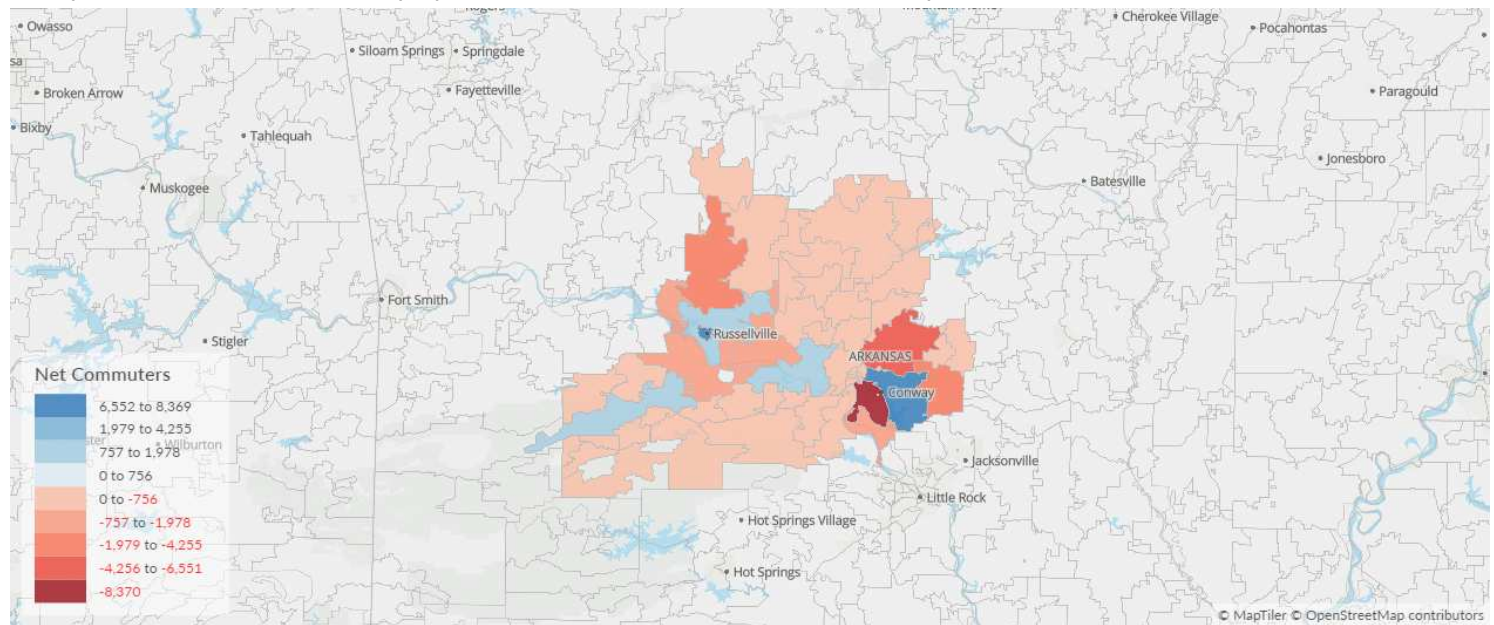 Owasso
Rogers
Cherokee Village
Pocahontas
Siloam Springs
Springdale
sa
Broken Arrow
Fayetteville
Paragould
Bixby
Tahlequah
Jonesboro
Muskogee
Batesville
Fort Smith
Stigler
Russellville
ARKANSAS
Conway
Net Commuters
6,552 to 8,369
1,979 to 4,255
Wilburton
757 to 1,978
0 to 756
0 to -756
-757 to -1,978
-1,979 to -4,255
-4,256 to -6,551
-8,370
Jacksonville
Little Rock
Hot Springs Village
Hot Springs
© MapTiler © OpenStreetMap contributors